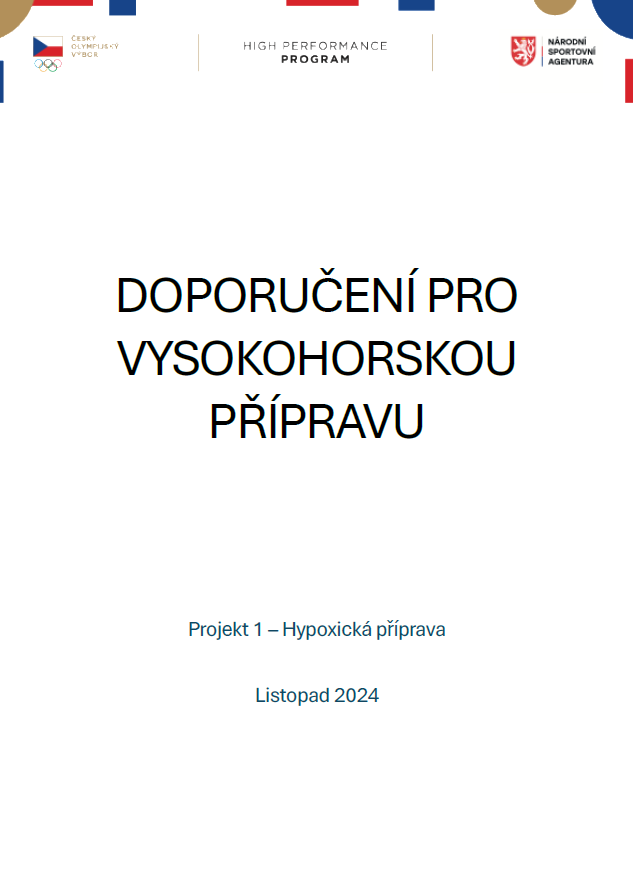 ČESKÝ
OLYMPIJSKÝ
VÝBOR
HIGH PERFORMANCE
PROGRAM
NÁRODNÍ
SPORTOVNÍ
AGENTURA
DOPORUČENÍ PRO
VYSOKOHORSKOU
PŘÍPRAVU
Projekt 1 – Hypoxická příprava
Listopad 2024